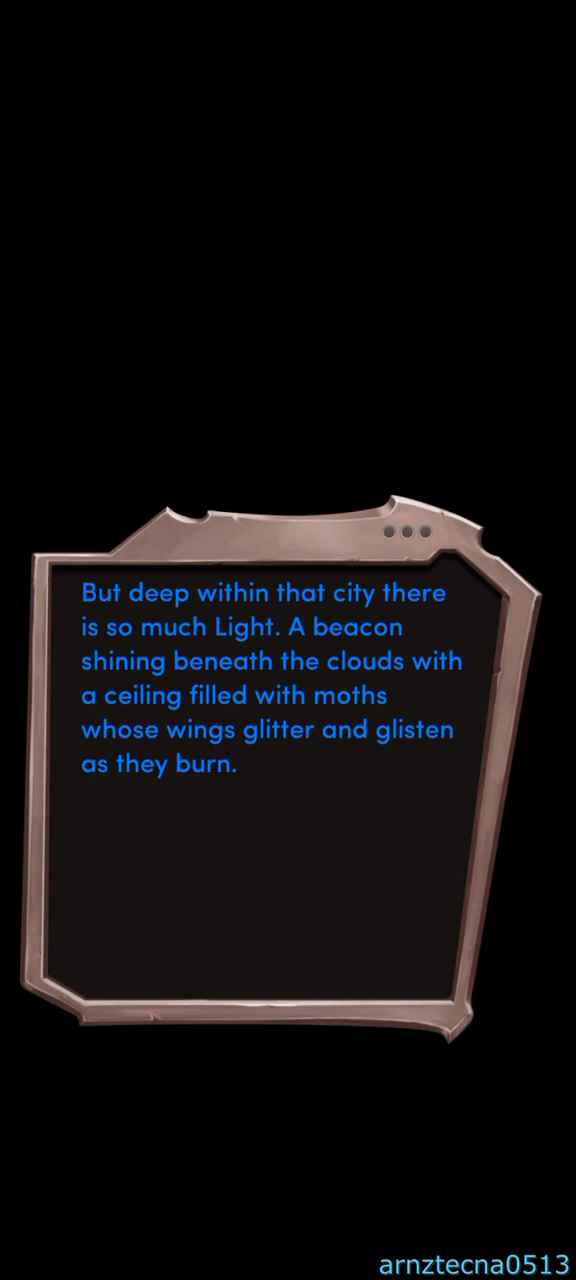 But deep within that city there
is so much Light. A beacon
shining beneath the clouds with
a ceiling filled with moths
whose wings glitter and glisten
as they burn.
arnztecna0513